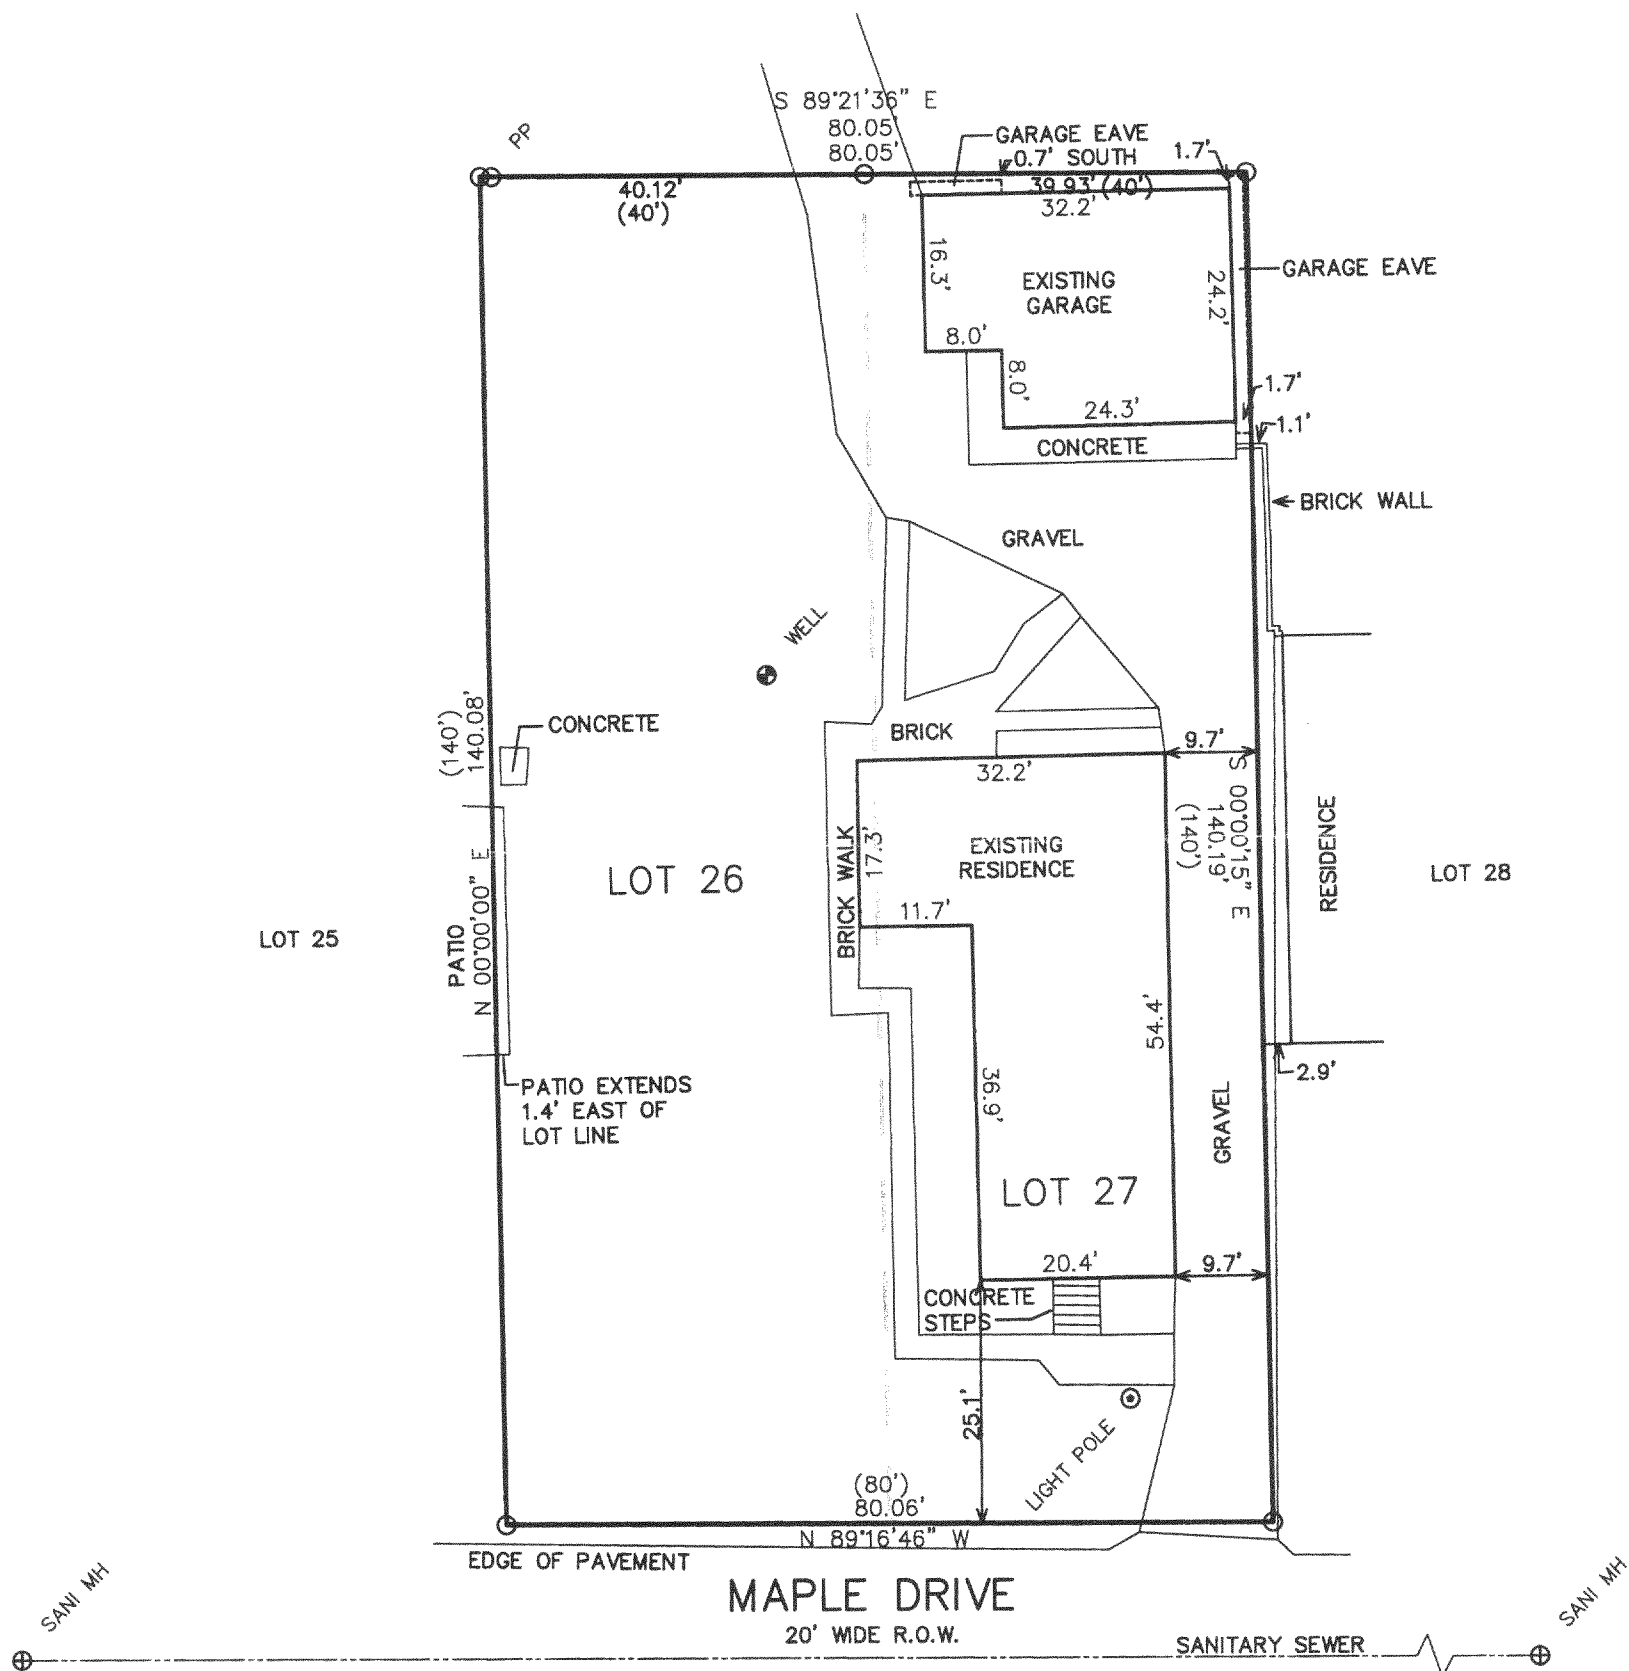 S 89°21'36" E
80.05'
80.05'
PP
GARAGE EAVE
0.7' SOUTH
1.7'
40.12'
(40')
39.93' (40')
32.2'
16.3'
EXISTING
GARAGE
24.2'
GARAGE EAVE
8.0'
8.0'
24.3'
1.7'
1.1'
CONCRETE
BRICK WALL
GRAVEL
WELL
(140')
140.08'
CONCRETE
BRICK
9.7'
32.2'
S 00°00'15" E
140.19'
(140')
EXISTING
RESIDENCE
17.3'
BRICK WALK
RESIDENCE
LOT 26
LOT 28
11.7'
LOT 25
PATIO
N 00°00'00" E
54.4'
36.9'
2.9'
PATIO EXTENDS
1.4' EAST OF
LOT LINE
GRAVEL
LOT 27
20.4'
9.7'
CONCRETE
STEPS
25.1'
LIGHT POLE
(80')
80.06'
N 89°16'46" W
EDGE OF PAVEMENT
MAPLE DRIVE
20' WIDE R.O.W.
SANI MH
SANI MH
SANITARY SEWER